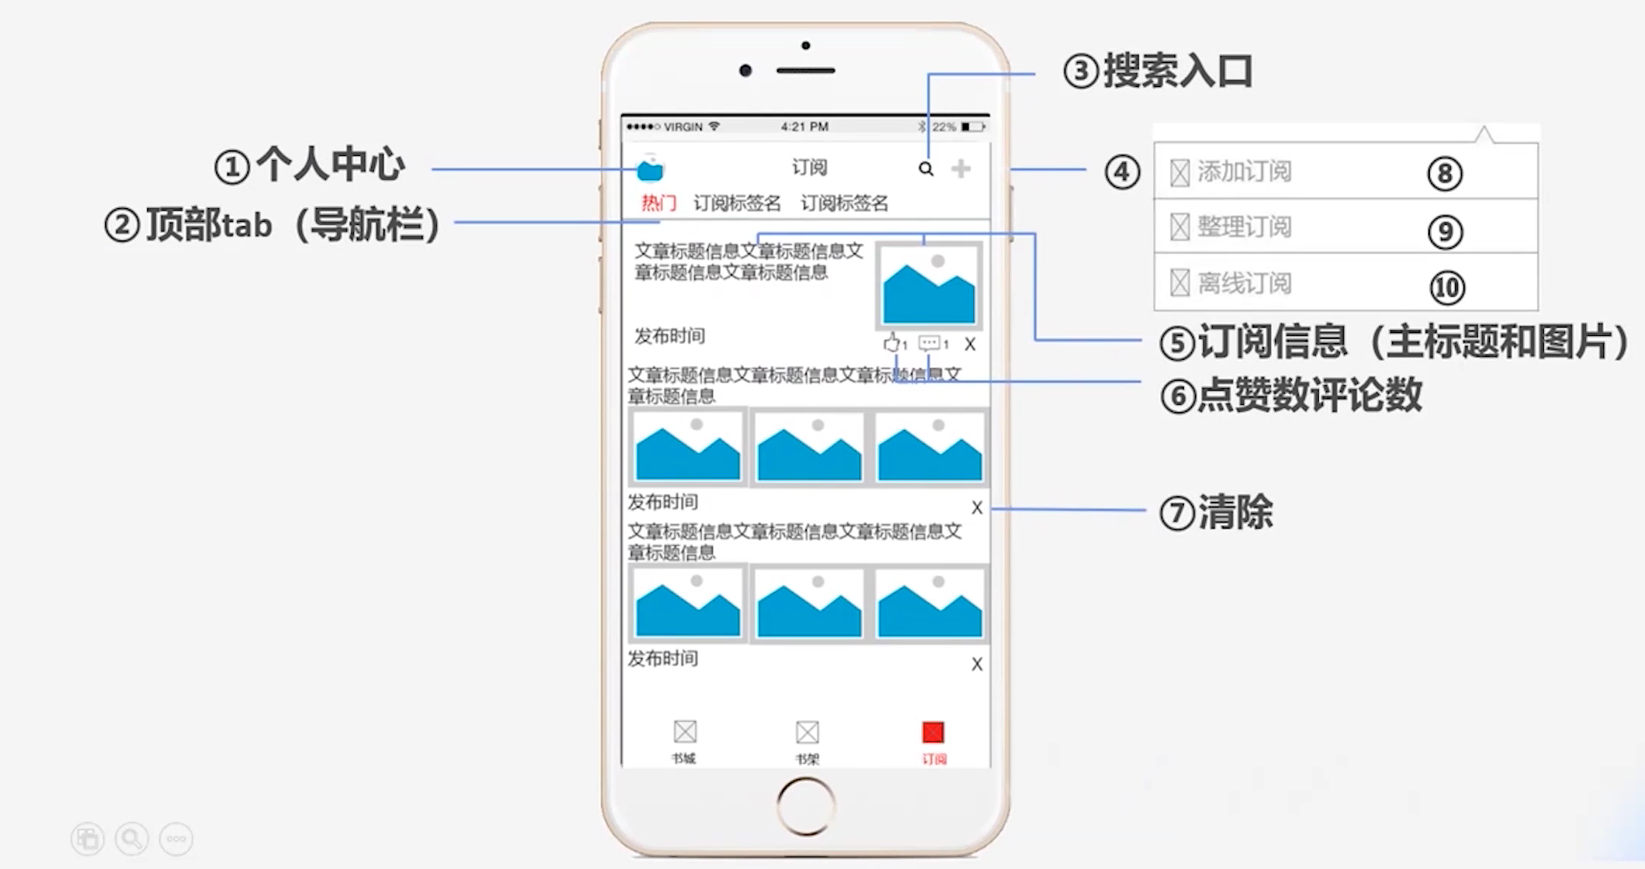 ③搜索入口
VIRGIN
4:21 PM
22%
①个人中心
订阅
④
添加订阅
⑧
②顶部tab（导航栏）
热门
订阅标签名
订阅标签名
整理订阅
⑨
离线订阅
⑩
文章标题信息文章标题信息文
章标题信息文章标题信息
发布时间
1
1
X
⑤订阅信息（主标题和图片）
⑥点赞数评论数
文章标题信息文章标题信息文章标题信息文
章标题信息
发布时间
X
⑦清除
文章标题信息文章标题信息文章标题信息文
章标题信息
发布时间
X
书城
书架
订阅